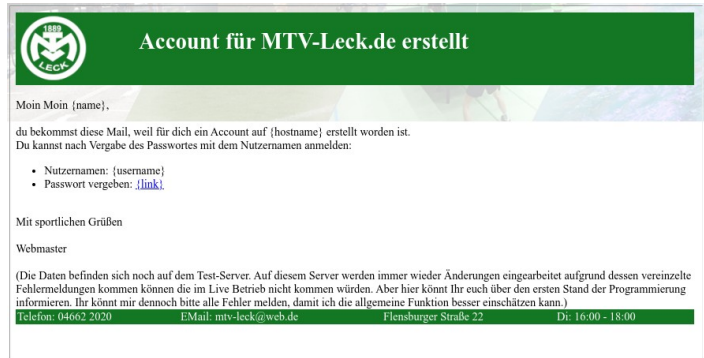 1889
LECK
Account für MTV-Leck.de erstellt
Moin Moin {name},
du bekommst diese Mail, weil für dich ein Account auf {hostname} erstellt worden ist.
Du kannst nach Vergabe des Passwortes mit dem Nutzernamen anmelden:
• Nutzernamen: {username}
• Passwort vergeben: {link}
Mit sportlichen Grüßen
Webmaster
(Die Daten befinden sich noch auf dem Test-Server. Auf diesem Server werden immer wieder Änderungen eingearbeitet aufgrund dessen vereinzelte
Fehlermeldungen kommen können die im Live Betrieb nicht kommen würden. Aber hier könnt Ihr euch über den ersten Stand der Programmierung
informieren. Ihr könnt mir dennoch bitte alle Fehler melden, damit ich die allgemeine Funktion besser einschätzen kann.)
Telefon: 04662 2020 EMail: mtv-leck@web.de Flensburger Straße 22 Di: 16:00 - 18:00